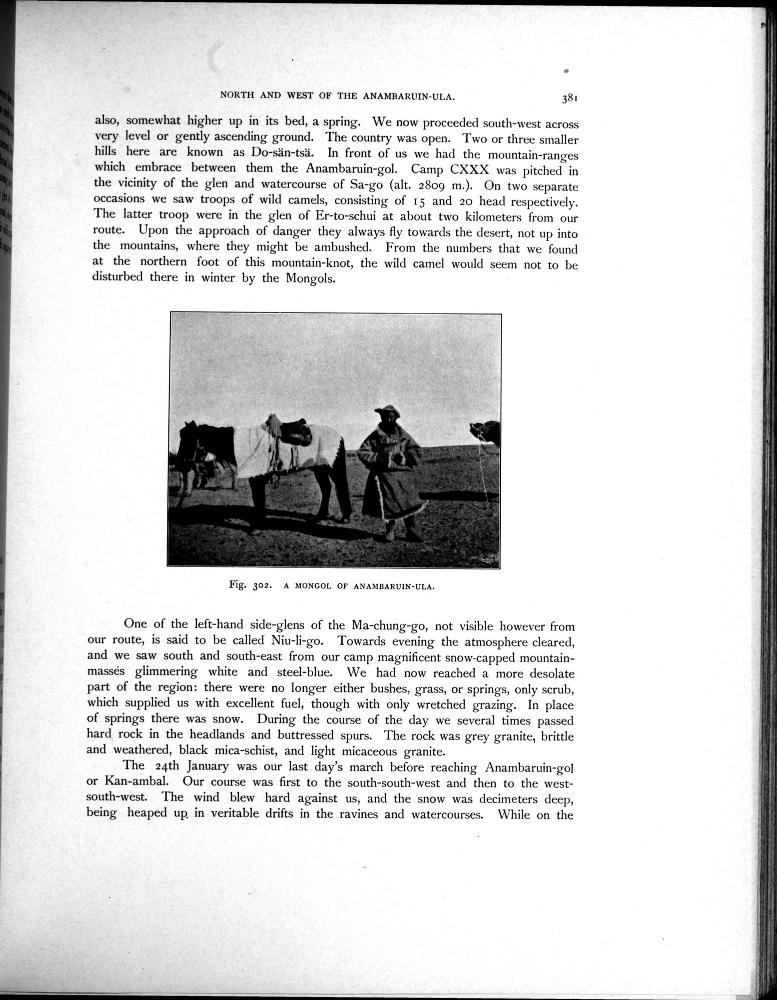 NORTH AND WEST OF THE ANAMBARUIN-ULA. 381
also, somewhat higher up in its bed, a spring. We now proceeded south-west across
very level or gently ascending ground. The country was open. Two or three smaller
hills here are known as Do-sän-tsä. In front of us we had the mountain-ranges
which embrace between them the Anambaruin-gol. Camp CXXX was pitched in
the vicinity of the glen and watercourse of Sa-go (alt. 2809 m.). On two separate
occasions we saw troops of wild camels, consisting of 15 and 20 head respectively.
The latter troop were in the glen of Er-to-schui at about two kilometers from our
route. Upon the approach of danger they always fly towards the desert, not up into
the mountains, where they might be ambushed. From the numbers that we found
at the northern foot of this mountain-knot, the wild camel would seem not to be
disturbed there in winter by the Mongols.
Fig. 302. A MONGOL OF ANAMBARUIN-ULA.
One of the left-hand side-glens of the Ma-chung-go, not visible however from
our route, is said to be called Niu-li-go. Towards evening the atmosphere cleared,
and we saw south and south-east from our camp magnificent snow-capped mountain-
massés glimmering white and steel-blue. We had now reached a more desolate
part of the region: there were no longer either bushes, grass, or springs, only scrub,
which supplied us with excellent fuel, though with only wretched grazing. In place
of springs there was snow. During the course of the day we several times passed
hard rock in the headlands and buttressed spurs. The rock was grey granite, brittle
and weathered, black mica-schist, and light micaceous granite.
The 24th January was our last day's march before reaching Anambaruin-gol
or Kan-ambal. Our course was first to the south-south-west and then to the west-
south-west. The wind blew hard against us, and the snow was decimeters deep,
being heaped up in veritable drifts in the ravines and watercourses. While on the